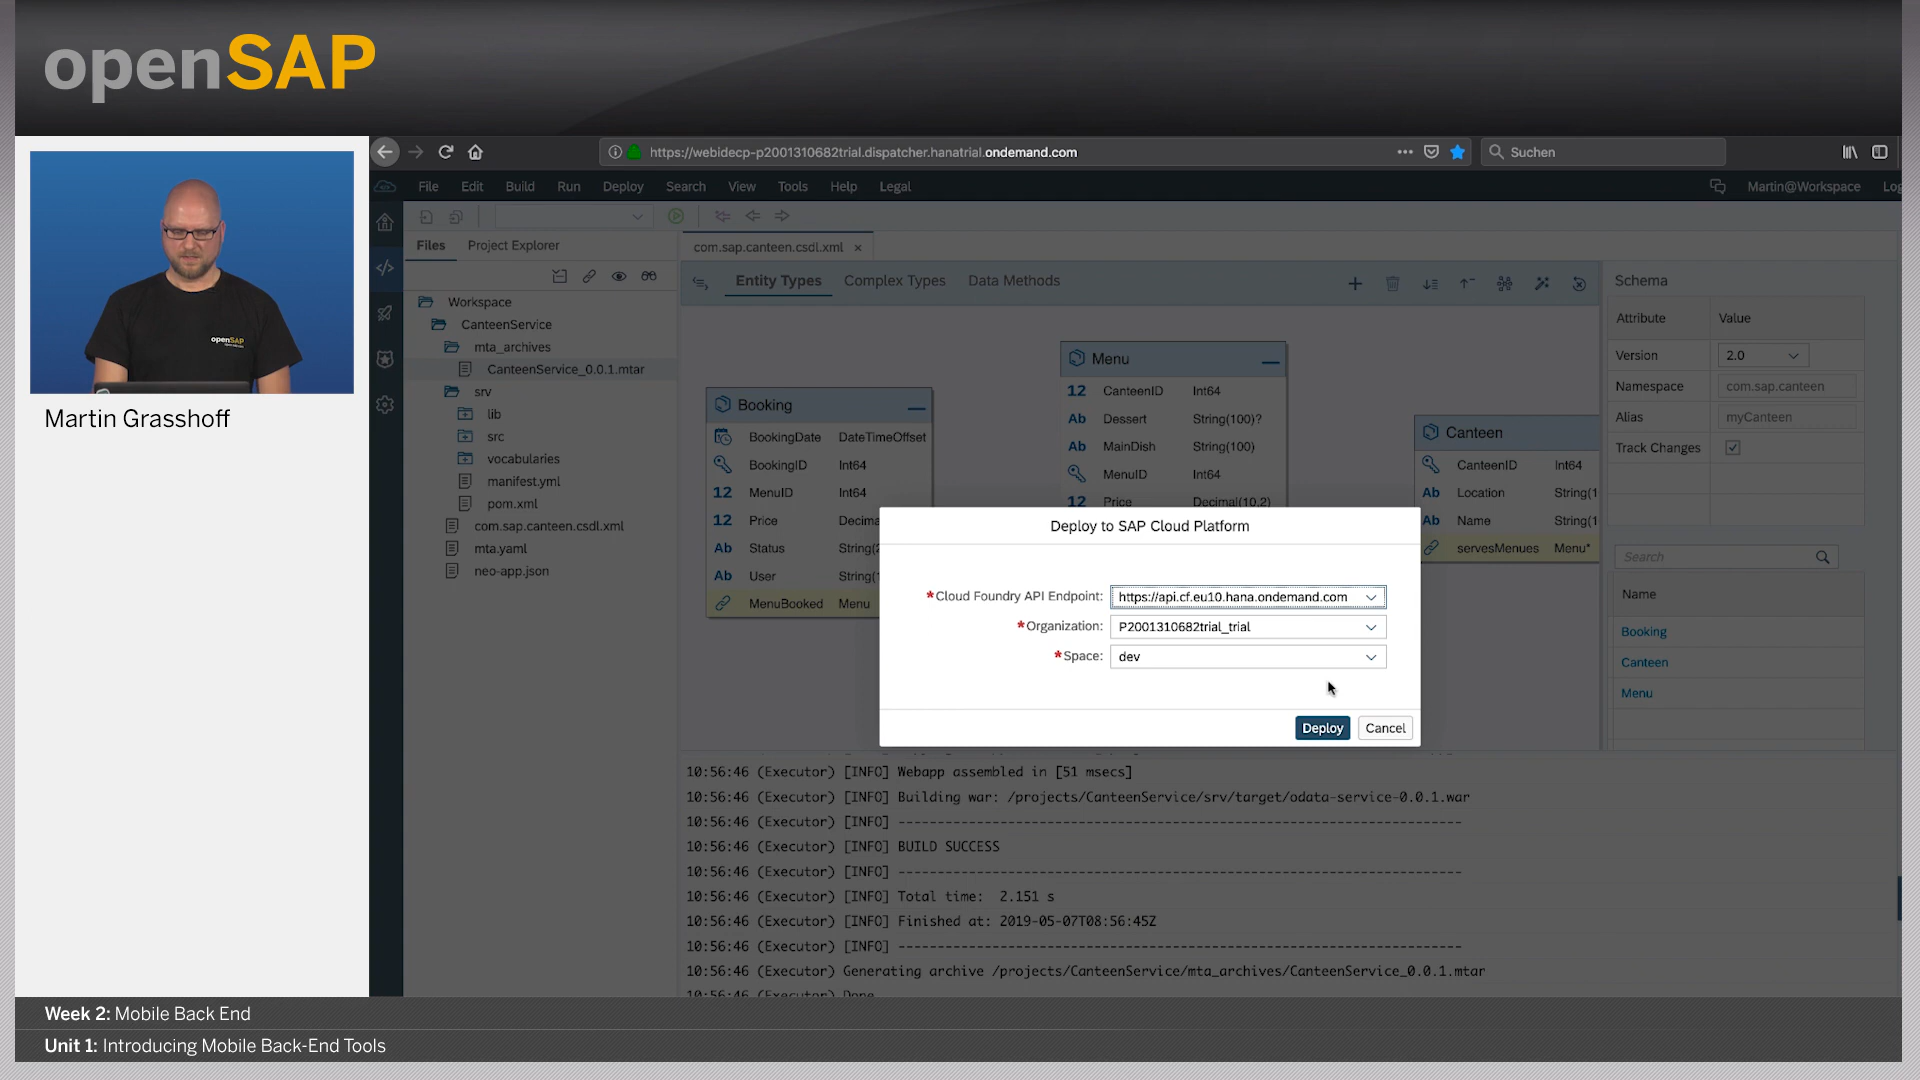 openSAP
https://webidecp-p2001310682trial.dispatcher.hanatrial.ondemand.com
Suchen
File Edit Build Run Deploy Search View Tools Help Legal
Martin@Workspace
Files Project Explorer
com.sap.canteen.csdl.xml ×
Entity Types Complex Types Data Methods
Schema
Attribute Value
Version 2.0
Namespace com.sap.canteen
Alias myCanteen
Track Changes
Search
Name
Booking
Canteen
Menu
Workspace
CanteenService
mta_archives
CanteenService_0.0.1.mtar
srv
lib
src
vocabularies
manifest.yml
pom.xml
com.sap.canteen.csdl.xml
mta.yaml
neo-app.json
Booking
BookingDate DateTimeOffset
BookingID Int64
12 MenuID Int64
12 Price
Ab Status
Ab User
MenuBooked Menu
Menu
12 CanteenID Int64
Ab Dessert String(100)?
Ab MainDish String(100)
MenuID Int64
12 Price Decimal(10,2)
Canteen
CanteenID Int64
Ab Location String(1
Ab Name String(1
servesMenues Menu*
Deploy to SAP Cloud Platform
*Cloud Foundry API Endpoint: https://api.cf.eu10.hana.ondemand.com
*Organization: P2001310682trial_trial
*Space: dev
Deploy Cancel
10:56:46 (Executor) [INFO] Webapp assembled in [51 msecs]
10:56:46 (Executor) [INFO] Building war: /projects/CanteenService/srv/target/odata-service-0.0.1.war
10:56:46 (Executor) [INFO] ------------------------------------------------------------------------
10:56:46 (Executor) [INFO] BUILD SUCCESS
10:56:46 (Executor) [INFO] ------------------------------------------------------------------------
10:56:46 (Executor) [INFO] Total time: 2.151 s
10:56:46 (Executor) [INFO] Finished at: 2019-05-07T08:56:45Z
10:56:46 (Executor) [INFO] ------------------------------------------------------------------------
10:56:46 (Executor) Generating archive /projects/CanteenService/mta_archives/CanteenService_0.0.1.mtar
10:56:46 (Executor) Done
openSAP
Martin Grasshoff
Week 2: Mobile Back End
Unit 1: Introducing Mobile Back-End Tools